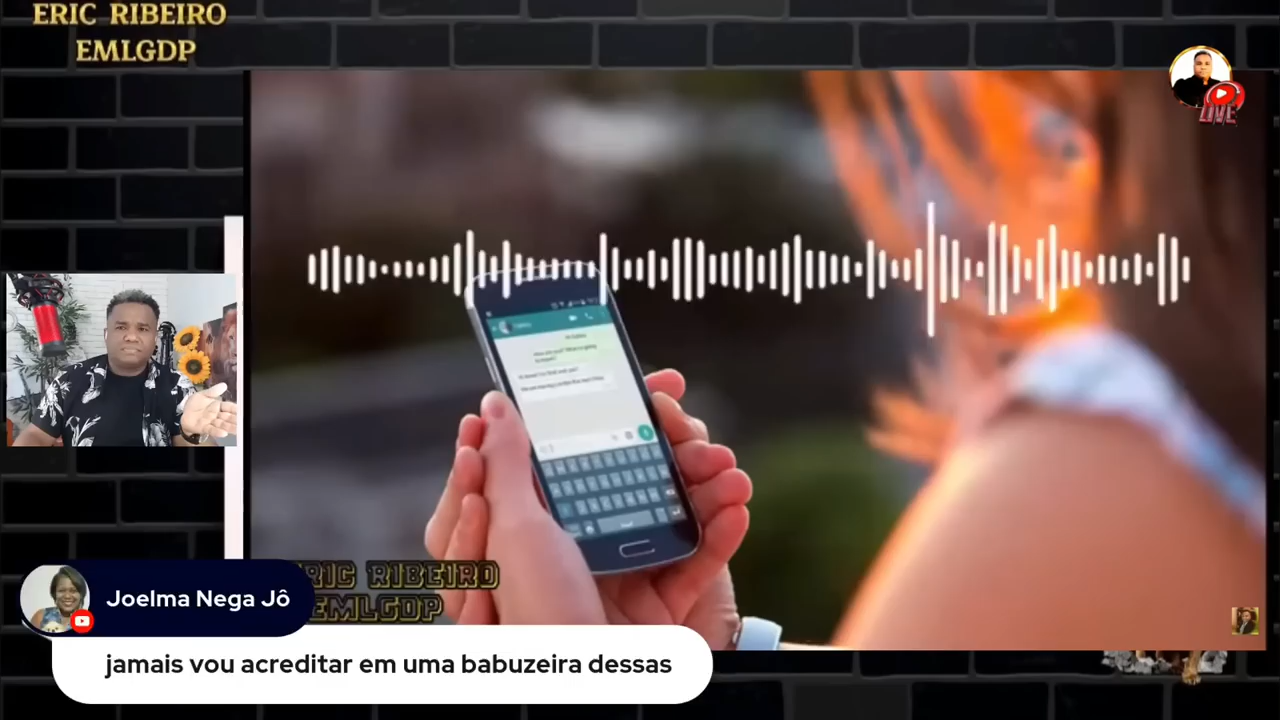 ERIC RIBEIRO
EMLGDP
LIVE
ERIC RIBEIRO
EMLGDP
Joelma Nega Jô
jamais vou acreditar em uma babuzeira dessas